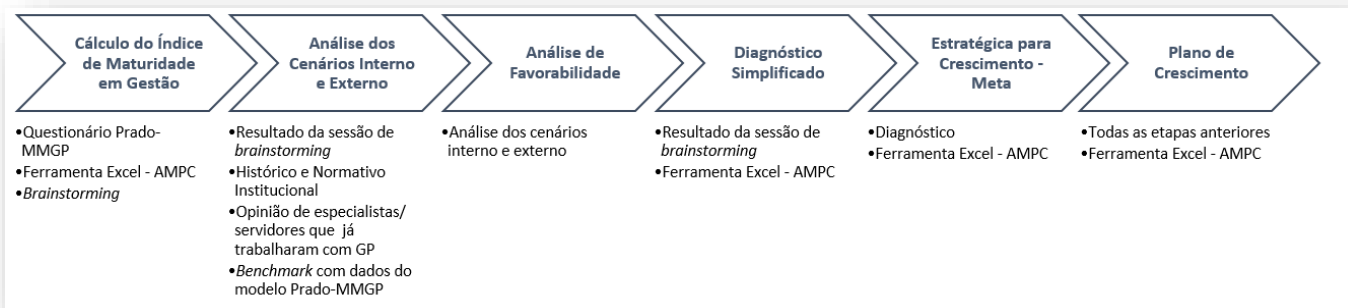 Cálculo do Índice
de Maturidade
em Gestão
Análise dos
Cenários Interno
e Externo
Análise de
Favorabilidade
Diagnóstico
Simplificado
Estratégica para
Crescimento -
Meta
Plano de
Crescimento
•Questionário Prado-
MMGP
•Ferramenta Excel - AMPC
•Brainstorming
•Resultado da sessão de
brainstorming
•Histórico e Normativo
Institucional
•Opinião de especialistas/
servidores que já
trabalharam com GP
•Benchmark com dados do
modelo Prado-MMGP
•Análise dos cenários
interno e externo
•Resultado da sessão de
brainstorming
•Ferramenta Excel - AMPC
•Diagnóstico
•Ferramenta Excel - AMPC
•Todas as etapas anteriores
•Ferramenta Excel - AMPC